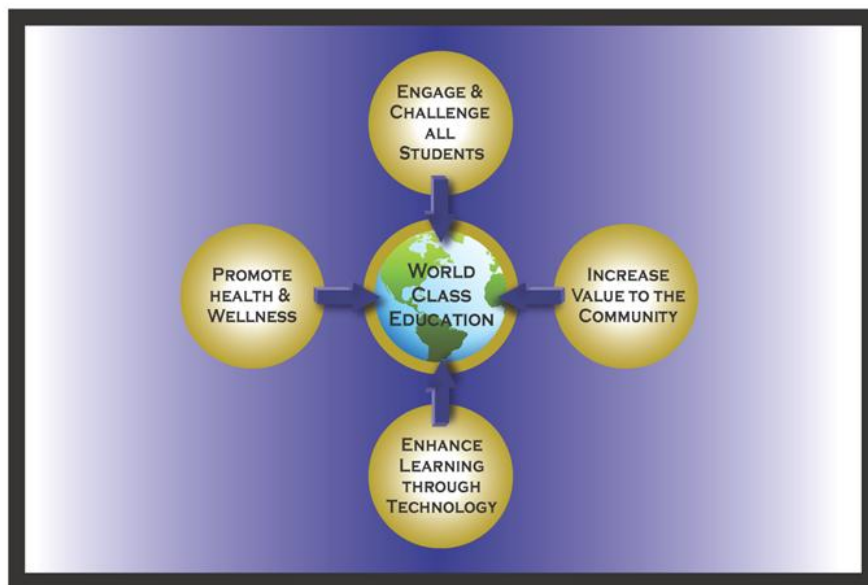 ENGAGE &
CHALLENGE
ALL
STUDENTS
PROMOTE
HEALTH &
WELLNESS
WORLD
CLASS
EDUCATION
INCREASE
VALUE TO THE
COMMUNITY
ENHANCE
LEARNING
THROUGH
TECHNOLOGY